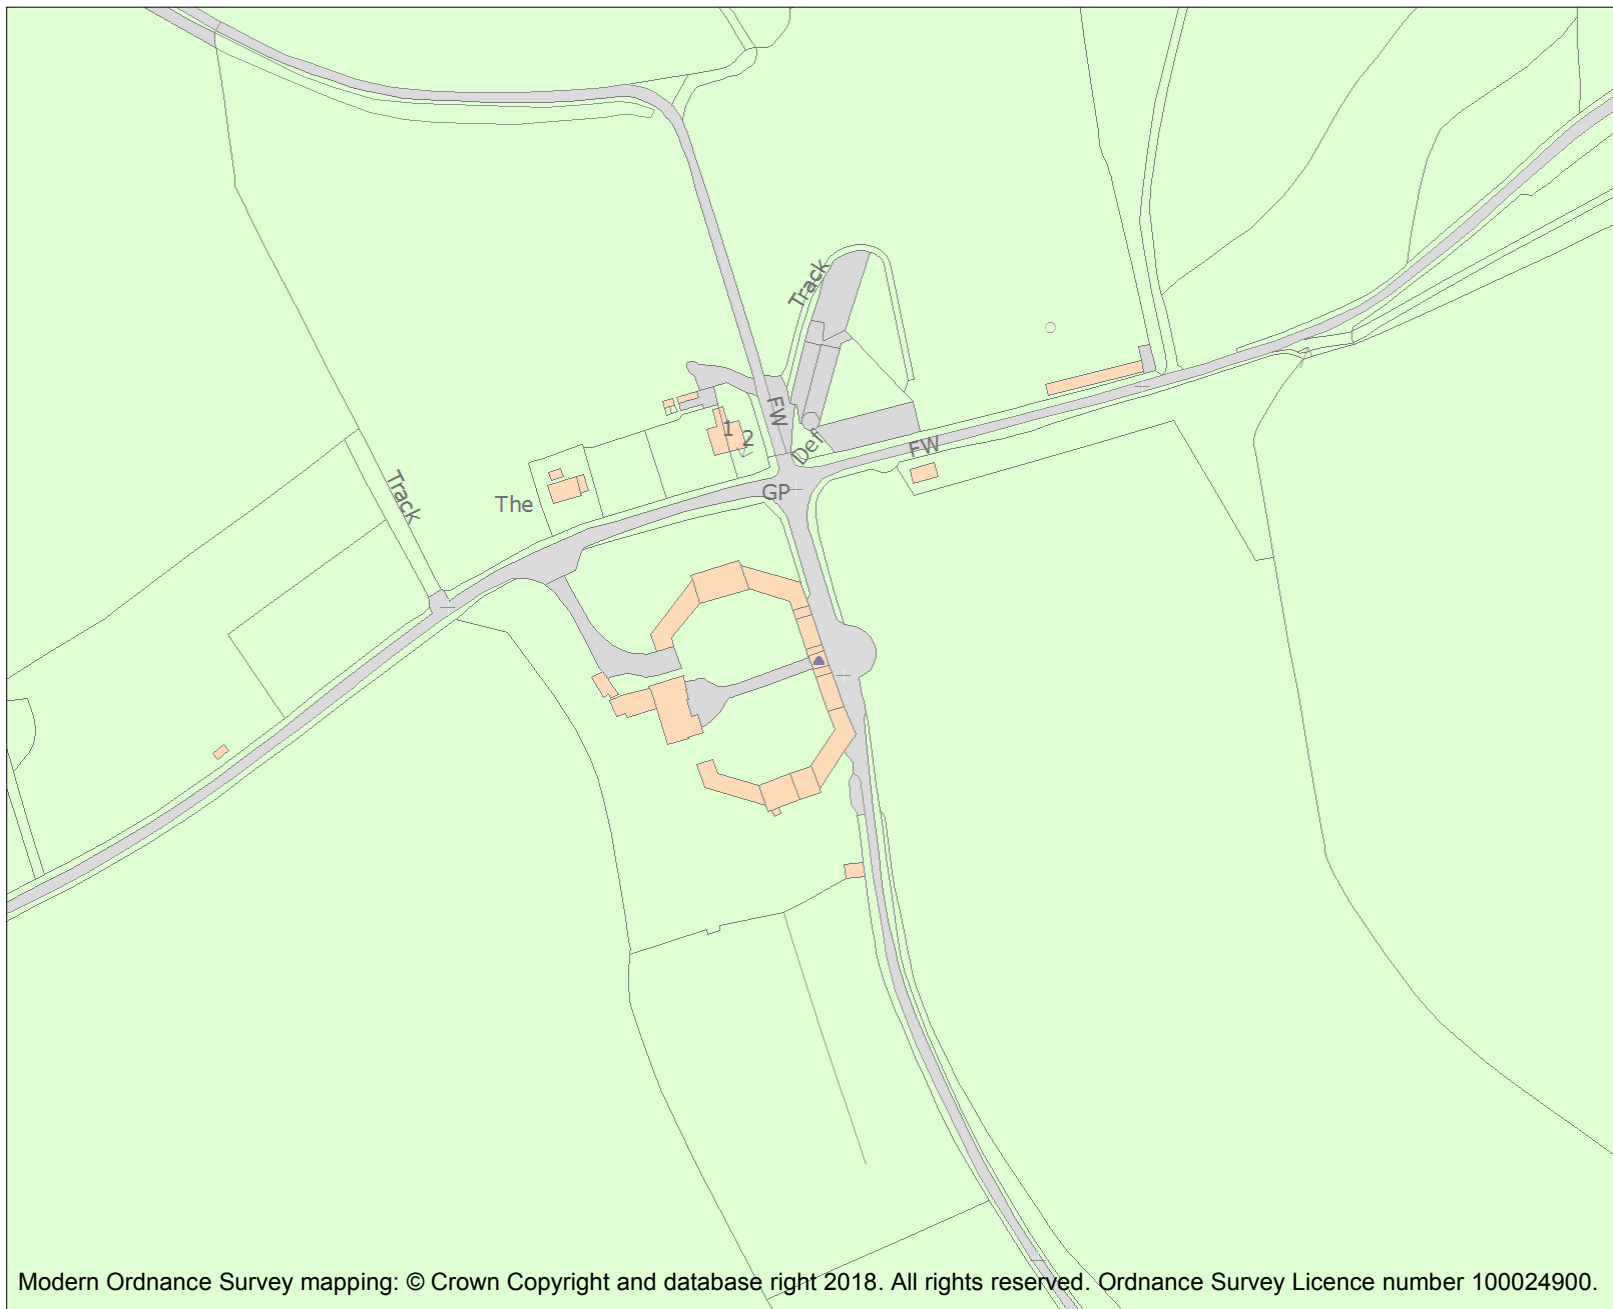 Track
FW
1
2
Def
FW
Track
The
GP
Modern Ordnance Survey mapping: © Crown Copyright and database right 2018. All rights reserved. Ordnance Survey Licence number 100024900.